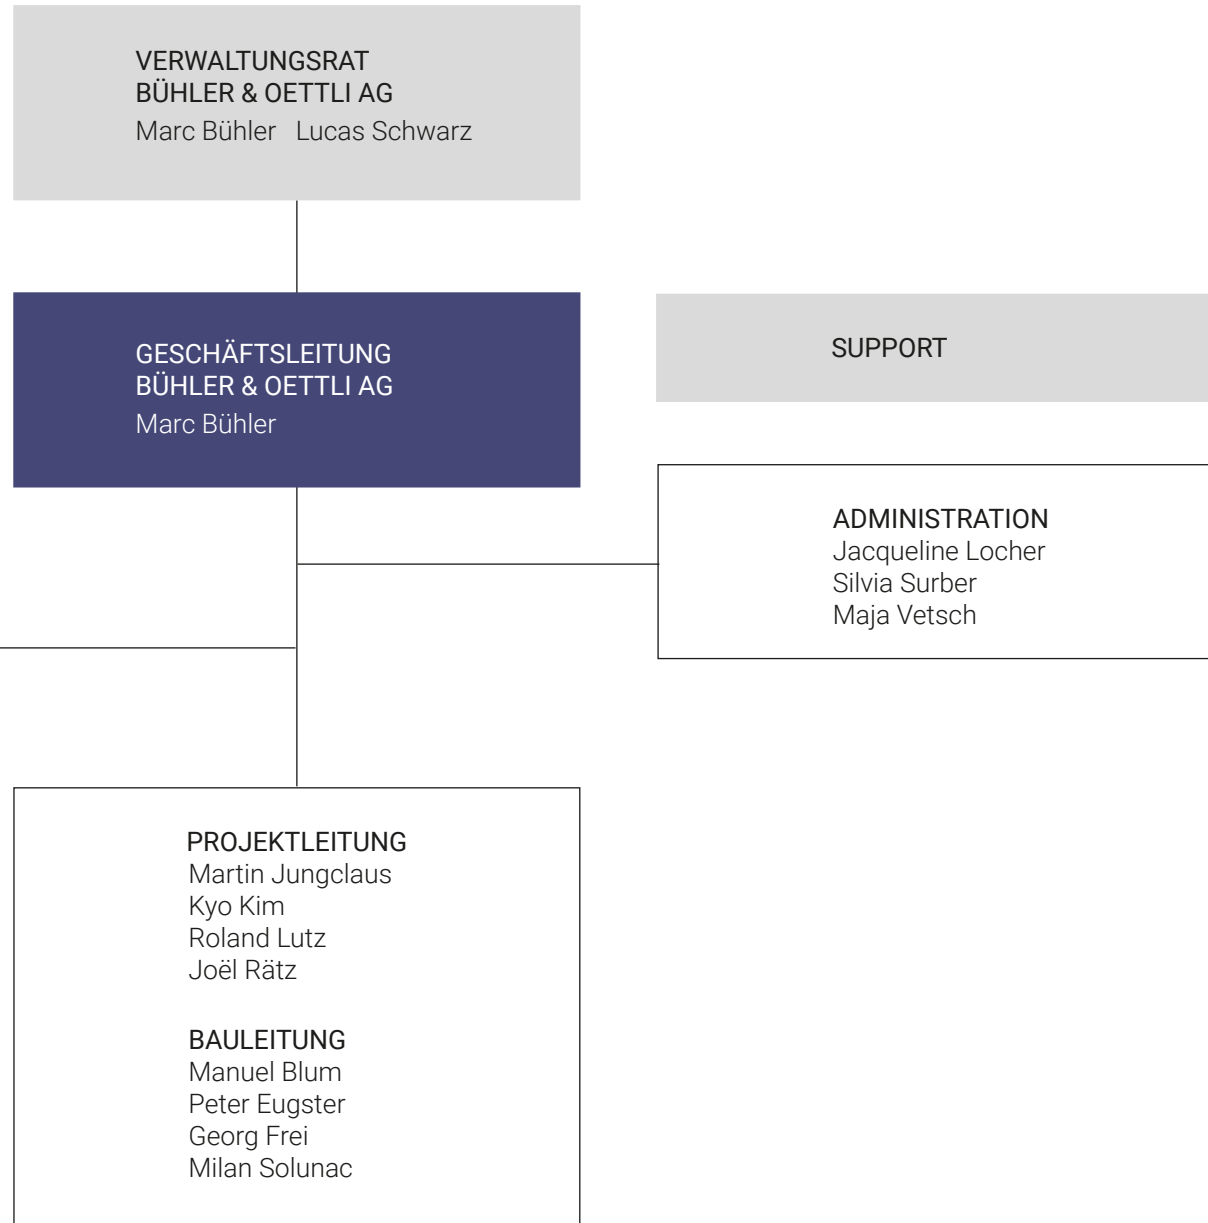 VERWALTUNGSRAT
BÜHLER & OETTLI AG
Marc Bühler Lucas Schwarz
GESCHÄFTSLEITUNG
BÜHLER & OETTLI AG
Marc Bühler
SUPPORT
ADMINISTRATION
Jacqueline Locher
Silvia Surber
Maja Vetsch
PROJEKTLEITUNG
Martin Jungclaus
Kyo Kim
Roland Lutz
Joël Rätz
BAULEITUNG
Manuel Blum
Peter Eugster
Georg Frei
Milan Solunac